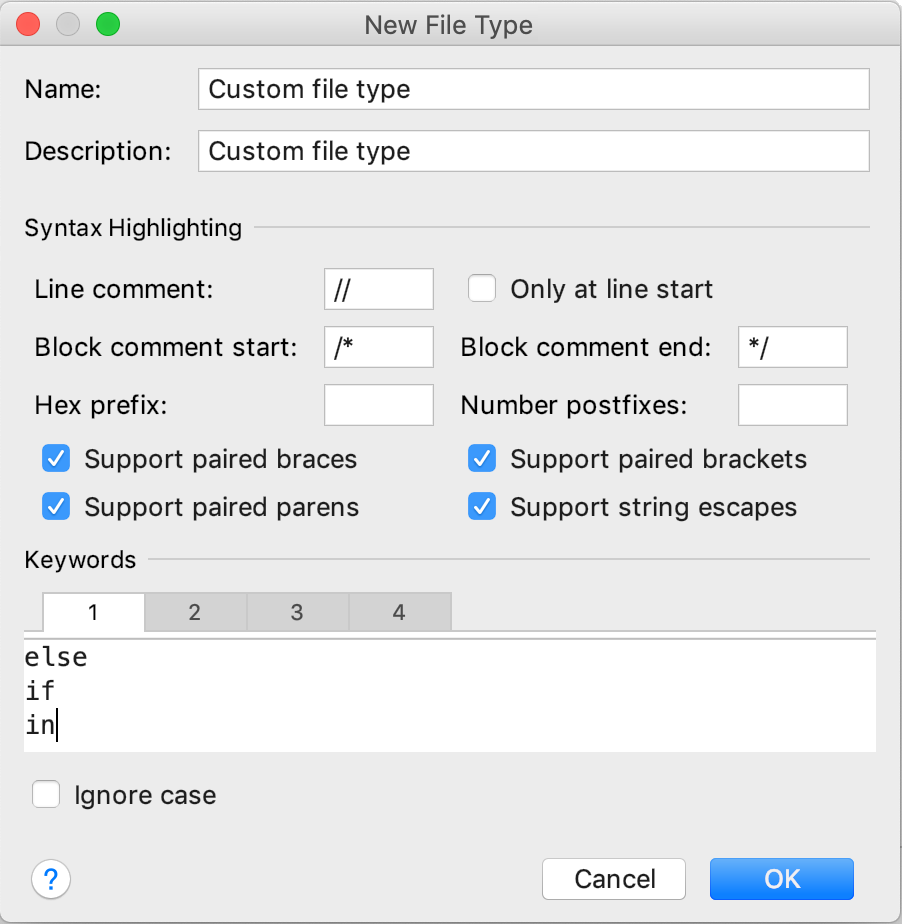 New File Type
Name: Custom file type
Description: Custom file type
Syntax Highlighting
Line comment: // Only at line start
Block comment start: /* Block comment end: */
Hex prefix: Number postfixes:
Support paired braces Support paired brackets
Support paired parens Support string escapes
Keywords
1 2 3 4
else
if
in
Ignore case
? Cancel OK